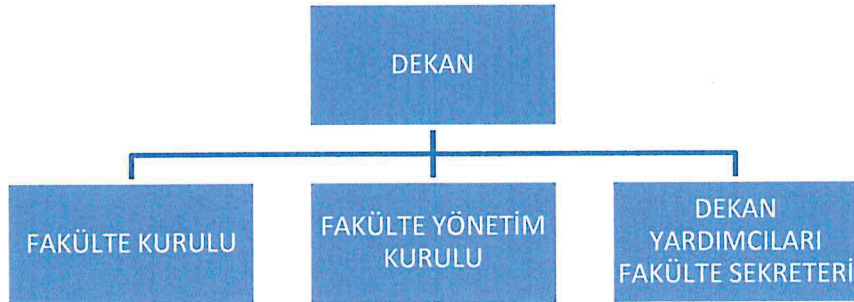 DEKAN
FAKÜLTE KURULU
FAKÜLTE YÖNETİM
KURULU
DEKAN
YARDIMCILARI
FAKÜLTE SEKRETERİ